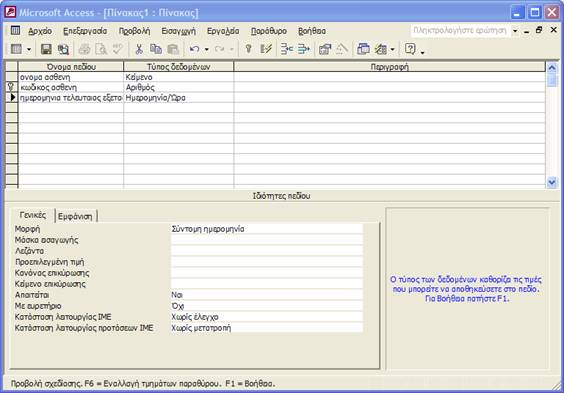 Microsoft Access - [Πίνακας1 : Πίνακας]
Αρχείο Επεξεργασία Προβολή Εισαγωγή Εργαλεία Παράθυρο Βοήθεια Πληκτρολογήστε ερώτηση
Όνομα πεδίου Τύπος δεδομένων Περιγραφή
ονομα ασθενη Κείμενο
κωδικος ασθενη Αριθμός
ημερομηνια τελευταιας εξετα Ημερομηνία/Ώρα
Ιδιότητες πεδίου
Γενικές Εμφάνιση
Μορφή Σύντομη ημερομηνία
Μάσκα εισαγωγής
Λεζάντα
Προεπιλεγμένη τιμή
Κανόνας επικύρωσης
Κείμενο επικύρωσης
Απαιτείται Ναι
Με ευρετήριο Όχι
Κατάσταση λειτουργίας IME Χωρίς έλεγχο
Κατάσταση λειτουργίας προτάσεων IME Χωρίς μετατροπή
Ο τύπος των δεδομένων καθορίζει τις τιμές
που μπορείτε να αποθηκεύσετε στο πεδίο.
Για Βοήθεια πατήστε F1.
Προβολή σχεδίασης. F6 = Εναλλαγή τμημάτων παραθύρου. F1 = Βοήθεια.